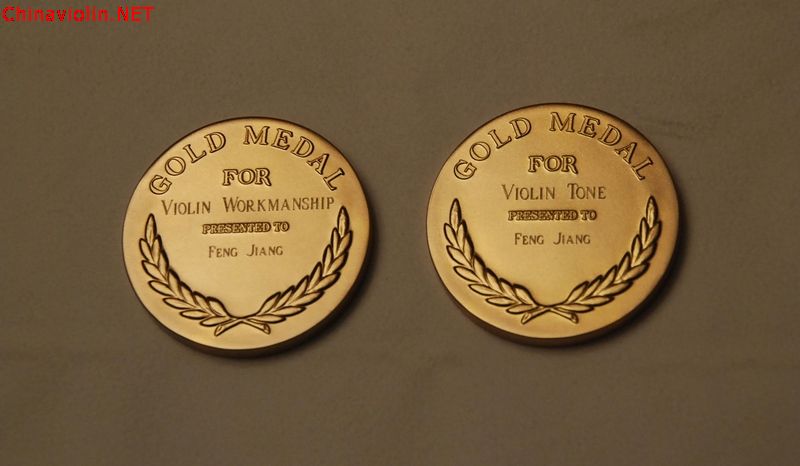 Chinaviolin.NET
GOLD MEDAL
FOR
VIOLIN WORKMANSHIP
PRESENTED TO
FENG JIANG
GOLD MEDAL
FOR
VIOLIN TONE
PRESENTED TO
FENG JIANG